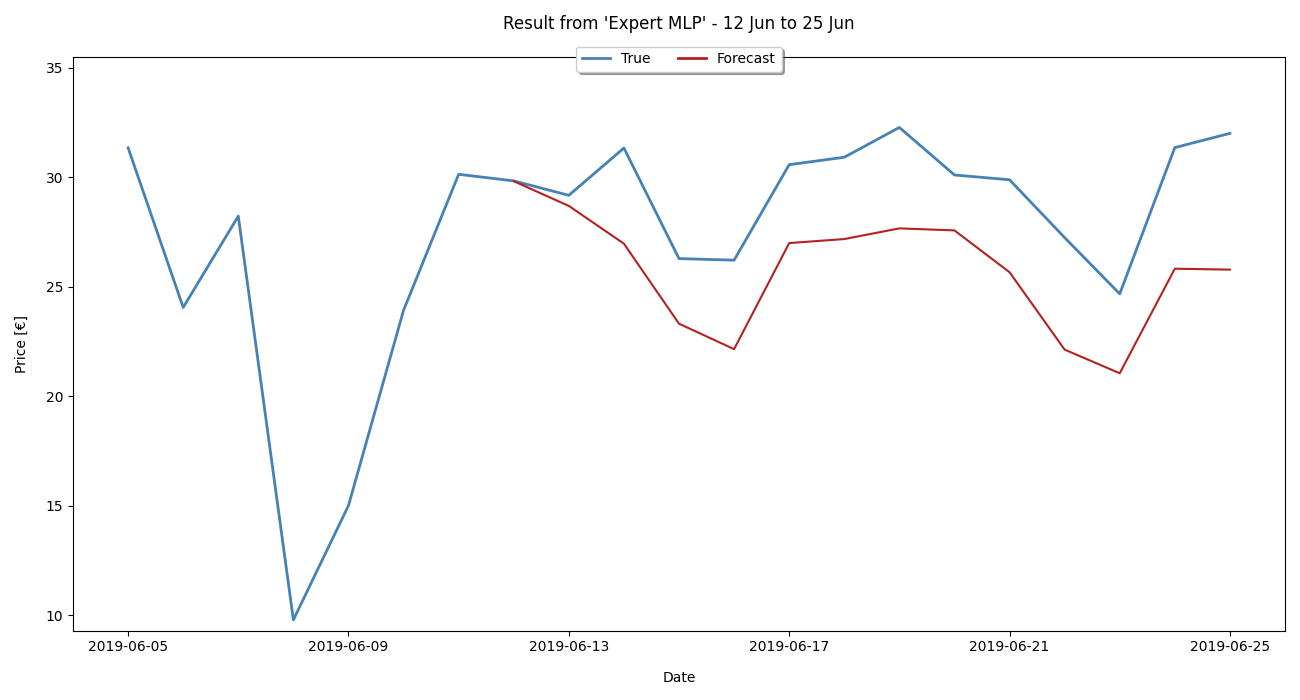 Result from 'Expert MLP' - 12 Jun to 25 Jun
True Forecast
35
30
25
20
15
10
Price [€]
2019-06-05 2019-06-09 2019-06-13 2019-06-17 2019-06-21 2019-06-25
Date